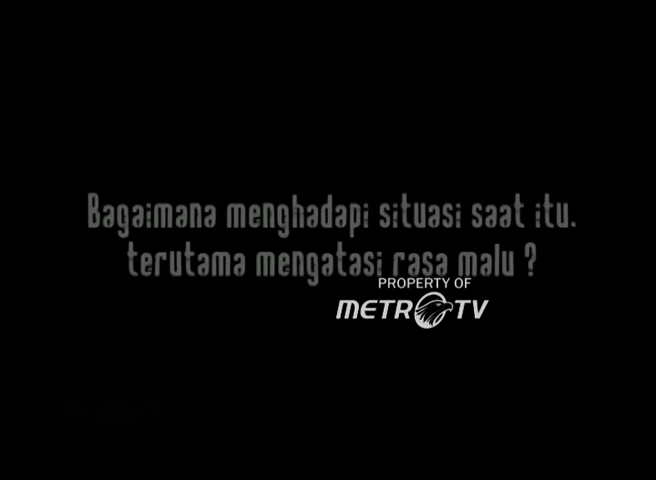 Bagaimana menghadapi situasi saat itu.
terutama mengatasi rasa malu ?
PROPERTY OF
METRO TV